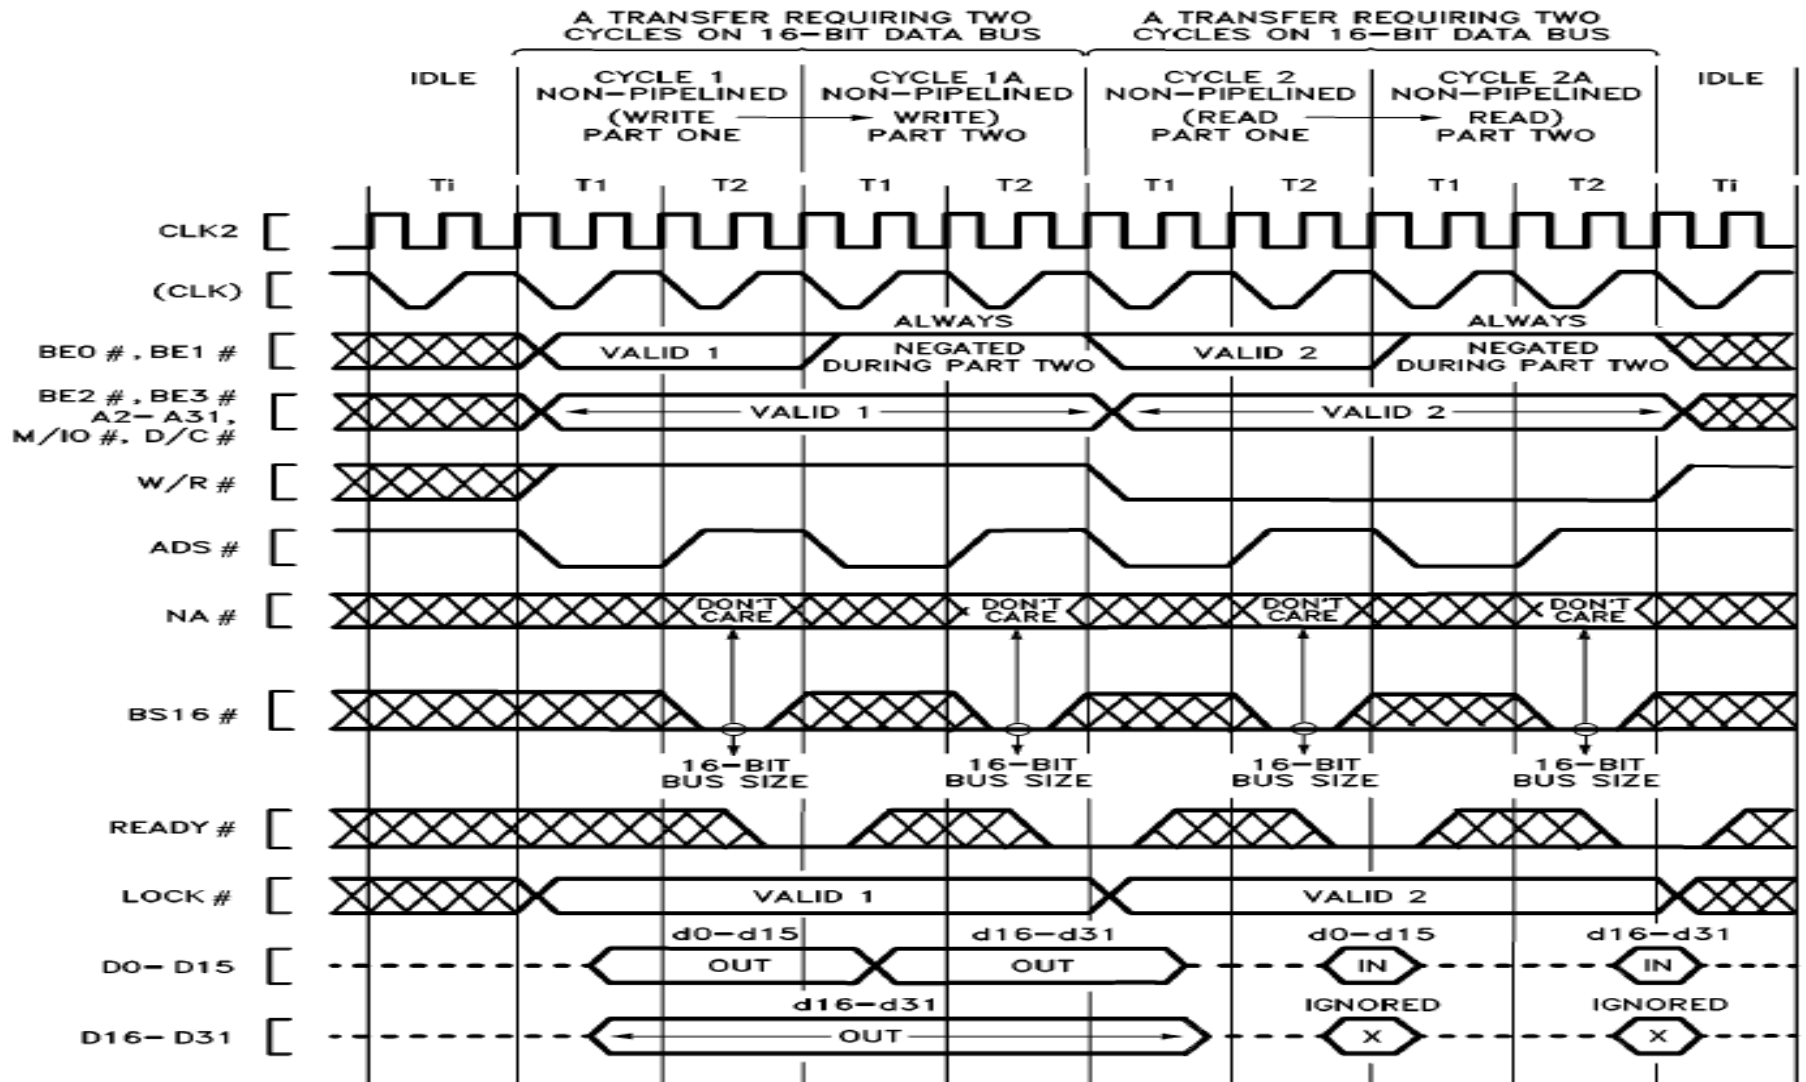 A TRANSFER REQUIRING TWO
CYCLES ON 16-BIT DATA BUS
A TRANSFER REQUIRING TWO
CYCLES ON 16-BIT DATA BUS
IDLE
CYCLE 1
NON-PIPELINED
(WRITE
PART ONE
CYCLE 1A
NON-PIPELINED
WRITE)
PART TWO
CYCLE 2
NON-PIPELINED
(READ
PART ONE
CYCLE 2A
NON-PIPELINED
READ)
PART TWO
IDLE
Ti T1 T2 T1 T2 T1 T2 T1 T2 Ti
CLK2
(CLK)
BE0 #, BE1 #
VALID 1
ALWAYS
NEGATED
DURING PART TWO
VALID 2
ALWAYS
NEGATED
DURING PART TWO
BE2 #, BE3 #
A2-A31,
M/IO #, D/C #
VALID 1
VALID 2
W/R #
ADS #
NA #
DON'T
CARE
DON'T
CARE
DON'T
CARE
DON'T
CARE
BS16 #
16-BIT
BUS SIZE
16-BIT
BUS SIZE
16-BIT
BUS SIZE
16-BIT
BUS SIZE
READY #
LOCK #
VALID 1
VALID 2
d0-d15
d16-d31
d0-d15
d16-d31
D0-D15
OUT
OUT
IN
IN
d16-d31
IGNORED
IGNORED
D16-D31
OUT
X
X